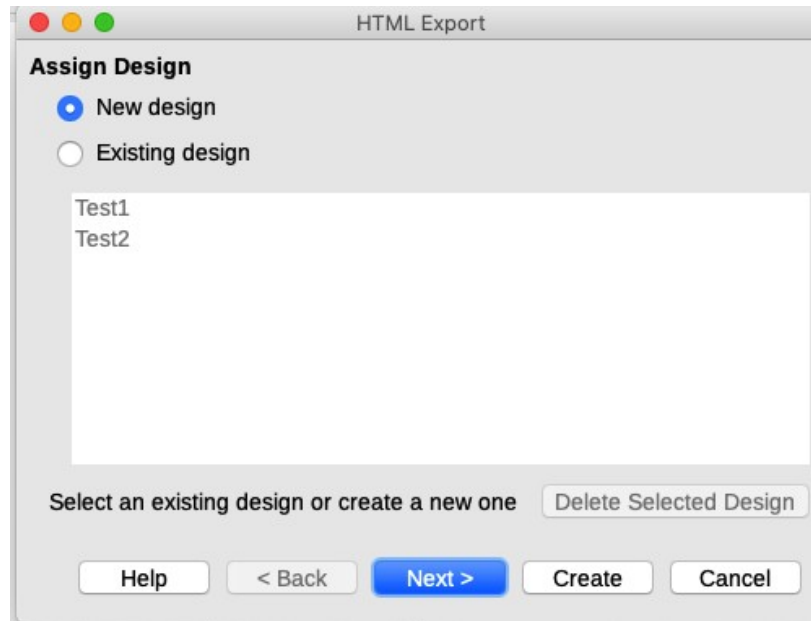 HTML Export
Assign Design
New design
Existing design
Test1
Test2
Select an existing design or create a new one Delete Selected Design
Help < Back Next > Create Cancel